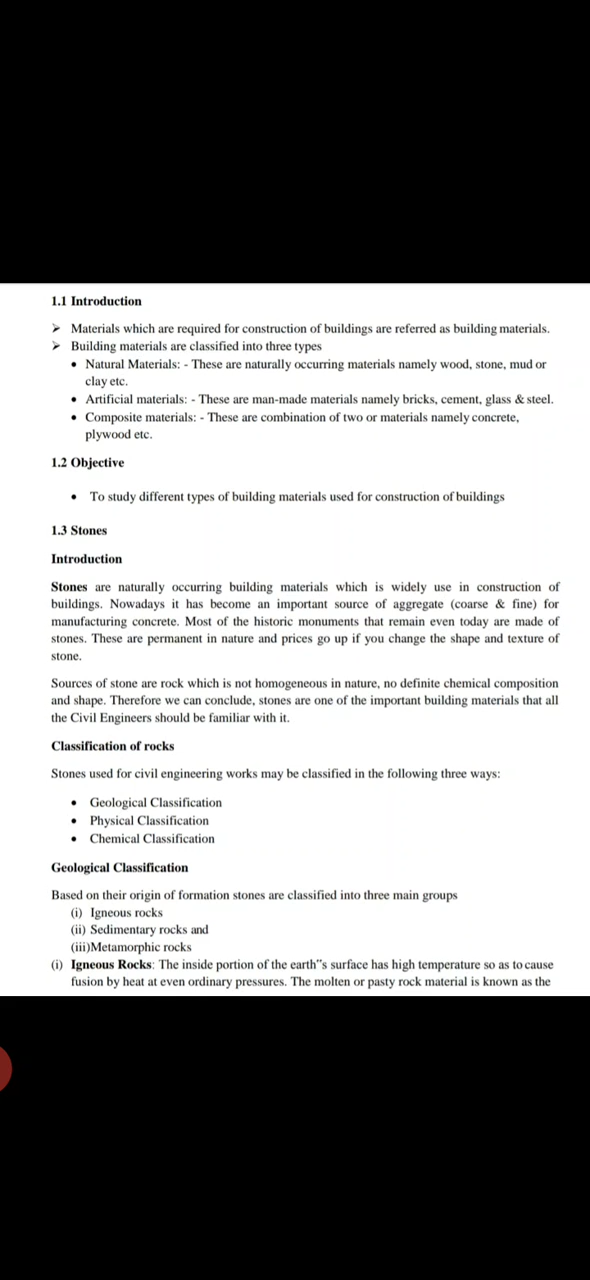 1.1 Introduction
➢ Materials which are required for construction of buildings are referred as building materials.
➢ Building materials are classified into three types
• Natural Materials: - These are naturally occurring materials namely wood, stone, mud or
clay etc.
• Artificial materials: - These are man-made materials namely bricks, cement, glass & steel.
• Composite materials: - These are combination of two or materials namely concrete,
plywood etc.
1.2 Objective
• To study different types of building materials used for construction of buildings
1.3 Stones
Introduction
Stones are naturally occurring building materials which is widely use in construction of
buildings. Nowadays it has become an important source of aggregate (coarse & fine) for
manufacturing concrete. Most of the historic monuments that remain even today are made of
stones. These are permanent in nature and prices go up if you change the shape and texture of
stone.
Sources of stone are rock which is not homogeneous in nature, no definite chemical composition
and shape. Therefore we can conclude, stones are one of the important building materials that all
the Civil Engineers should be familiar with it.
Classification of rocks
Stones used for civil engineering works may be classified in the following three ways:
• Geological Classification
• Physical Classification
• Chemical Classification
Geological Classification
Based on their origin of formation stones are classified into three main groups
(i) Igneous rocks
(ii) Sedimentary rocks and
(iii)Metamorphic rocks
(i) Igneous Rocks: The inside portion of the earth"s surface has high temperature so as to cause
fusion by heat at even ordinary pressures. The molten or pasty rock material is known as the